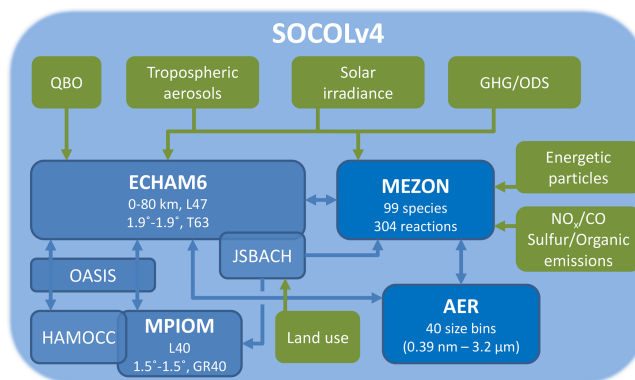 SOCOLv4
QBO
Tropospheric
aerosols
Solar
irradiance
GHG/ODS
ECHAM6
0-80 km, L47
1.9˚-1.9˚, T63
MEZON
99 species
304 reactions
Energetic
particles
NOx/CO
Sulfur/Organic
emissions
JSBACH
OASIS
HAMOCC
MPIOM
L40
1.5˚-1.5˚, GR40
Land use
AER
40 size bins
(0.39 nm – 3.2 µm)